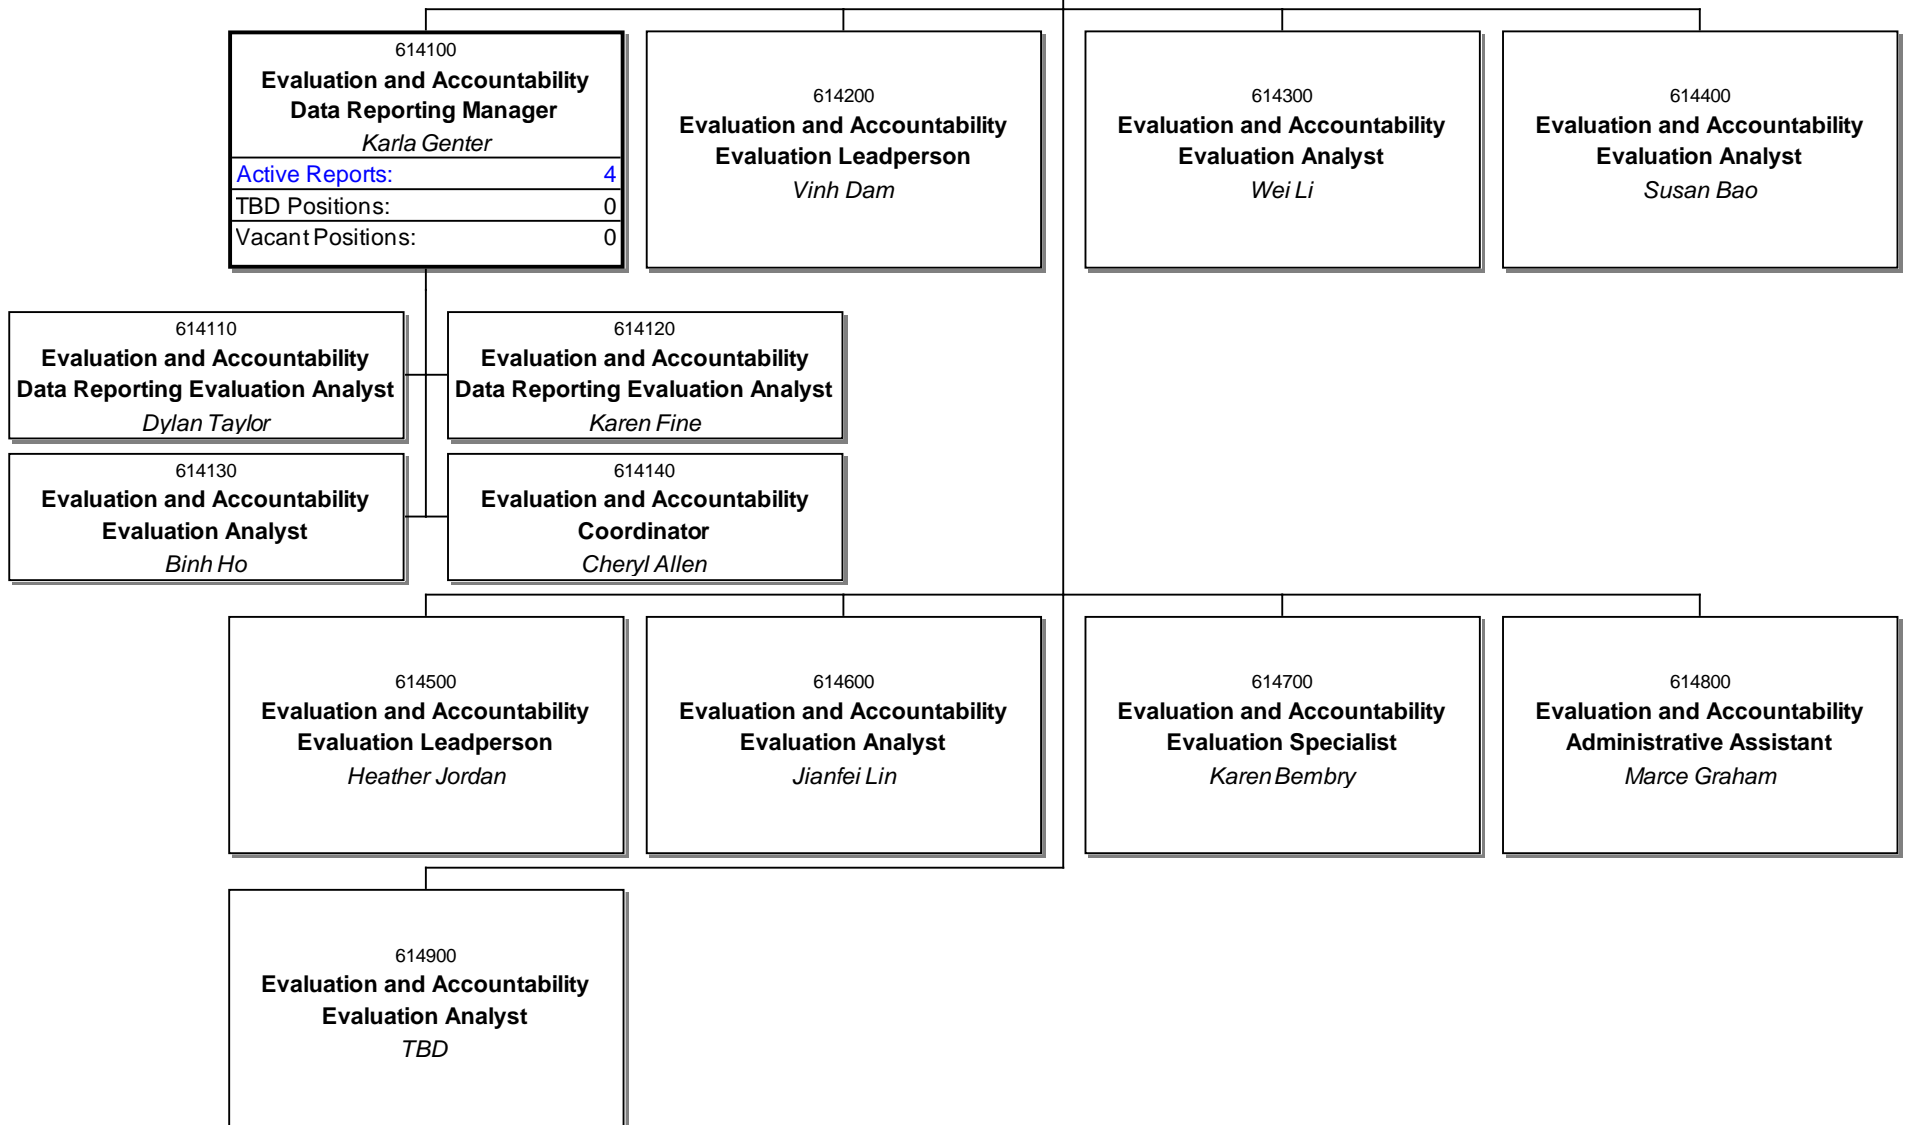 614100
Evaluation and Accountability
Data Reporting Manager
Karla Genter
Active Reports: 4
TBD Positions: 0
Vacant Positions: 0
614200
Evaluation and Accountability
Evaluation Leadperson
Vinh Dam
614300
Evaluation and Accountability
Evaluation Analyst
Wei Li
614400
Evaluation and Accountability
Evaluation Analyst
Susan Bao
614110
Evaluation and Accountability
Data Reporting Evaluation Analyst
Dylan Taylor
614120
Evaluation and Accountability
Data Reporting Evaluation Analyst
Karen Fine
614130
Evaluation and Accountability
Evaluation Analyst
Binh Ho
614140
Evaluation and Accountability
Coordinator
Cheryl Allen
614500
Evaluation and Accountability
Evaluation Leadperson
Heather Jordan
614600
Evaluation and Accountability
Evaluation Analyst
Jianfei Lin
614700
Evaluation and Accountability
Evaluation Specialist
Karen Bembry
614800
Evaluation and Accountability
Administrative Assistant
Marce Graham
614900
Evaluation and Accountability
Evaluation Analyst
TBD